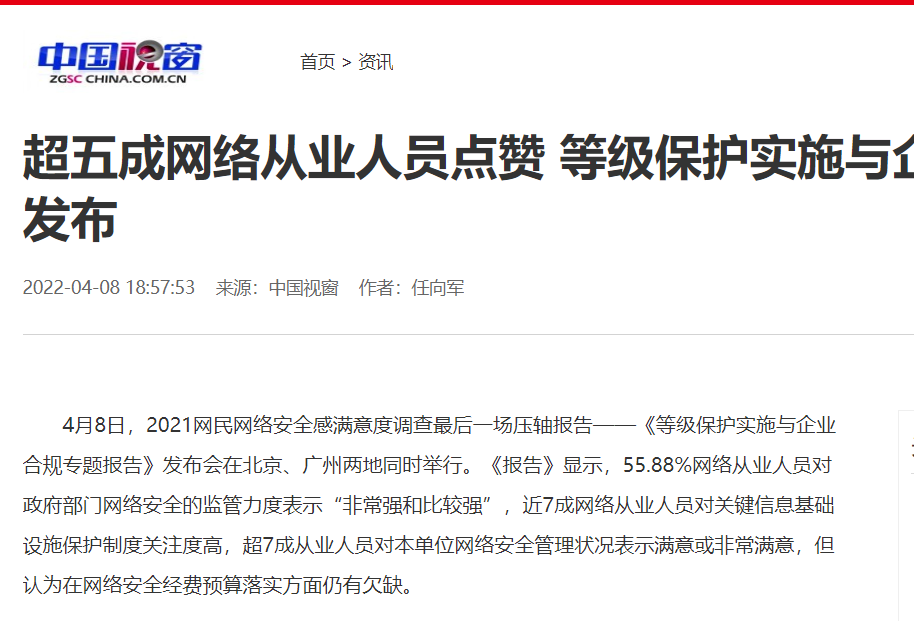 中国视窗
ZGSC CHINA.COM.CN
首页 > 资讯
超五成网络从业人员点赞 等级保护实施与企
发布
2022-04-08 18:57:53 来源：中国视窗 作者：任向军
4月8日，2021网民网络安全感满意度调查最后一场压轴报告——《等级保护实施与企业
合规专题报告》发布会在北京、广州两地同时举行。《报告》显示，55.88%网络从业人员对
政府部门网络安全的监管力度表示“非常强和比较强”，近7成网络从业人员对关键信息基础
设施保护制度关注度高，超7成从业人员对本单位网络安全管理状况表示满意或非常满意，但
认为在网络安全经费预算落实方面仍有欠缺。